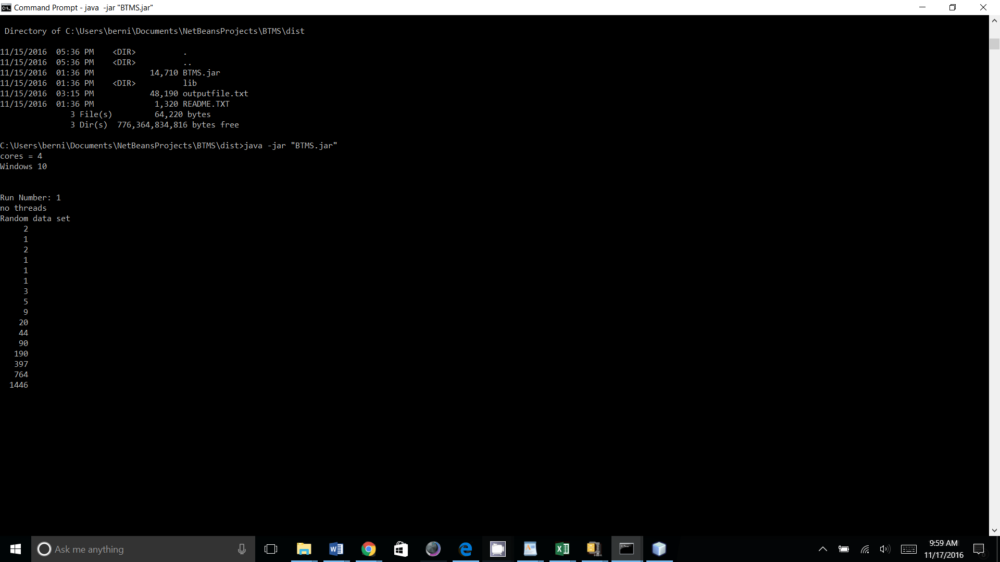 Command Prompt - java  -jar "BTMS.jar"
 Directory of C:\Users\berni\Documents\NetBeansProjects\BTMS\dist
11/15/2016  05:36 PM    <DIR>          .
11/15/2016  05:36 PM    <DIR>          ..
11/15/2016  01:36 PM            14,710 BTMS.jar
11/15/2016  01:36 PM    <DIR>          lib
11/15/2016  03:15 PM            48,190 outputfile.txt
11/15/2016  01:36 PM             1,320 README.TXT
               3 File(s)         64,220 bytes
               3 Dir(s)  776,364,834,816 bytes free
C:\Users\berni\Documents\NetBeansProjects\BTMS\dist>java -jar "BTMS.jar"
cores = 4
Windows 10
Run Number: 1
no threads
Random data set
     2
     1
     2
     1
     1
     1
     3
     5
     9
    20
    44
    90
   190
   397
   764
  1446
Ask me anything
9:59 AM
11/17/2016